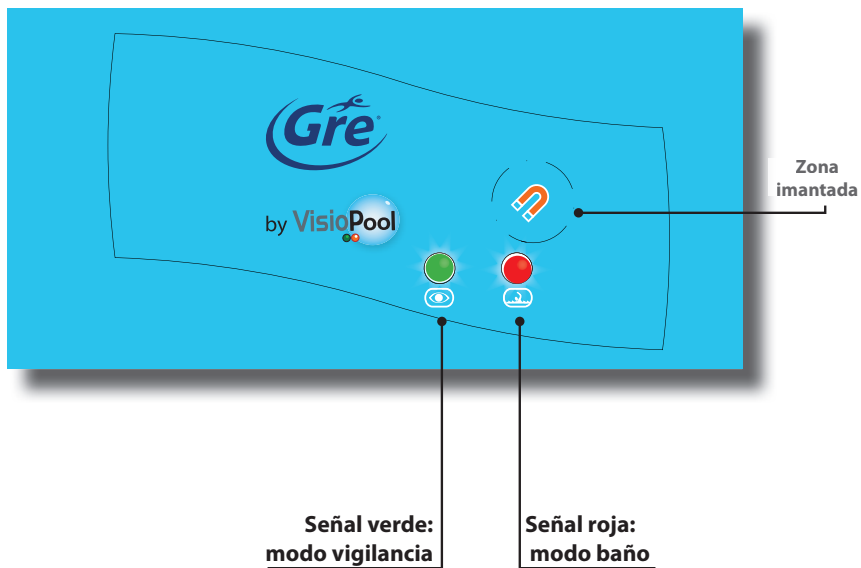 Gre
by VisioPool
Zona
imantada
Señal verde:
modo vigilancia
Señal roja:
modo baño